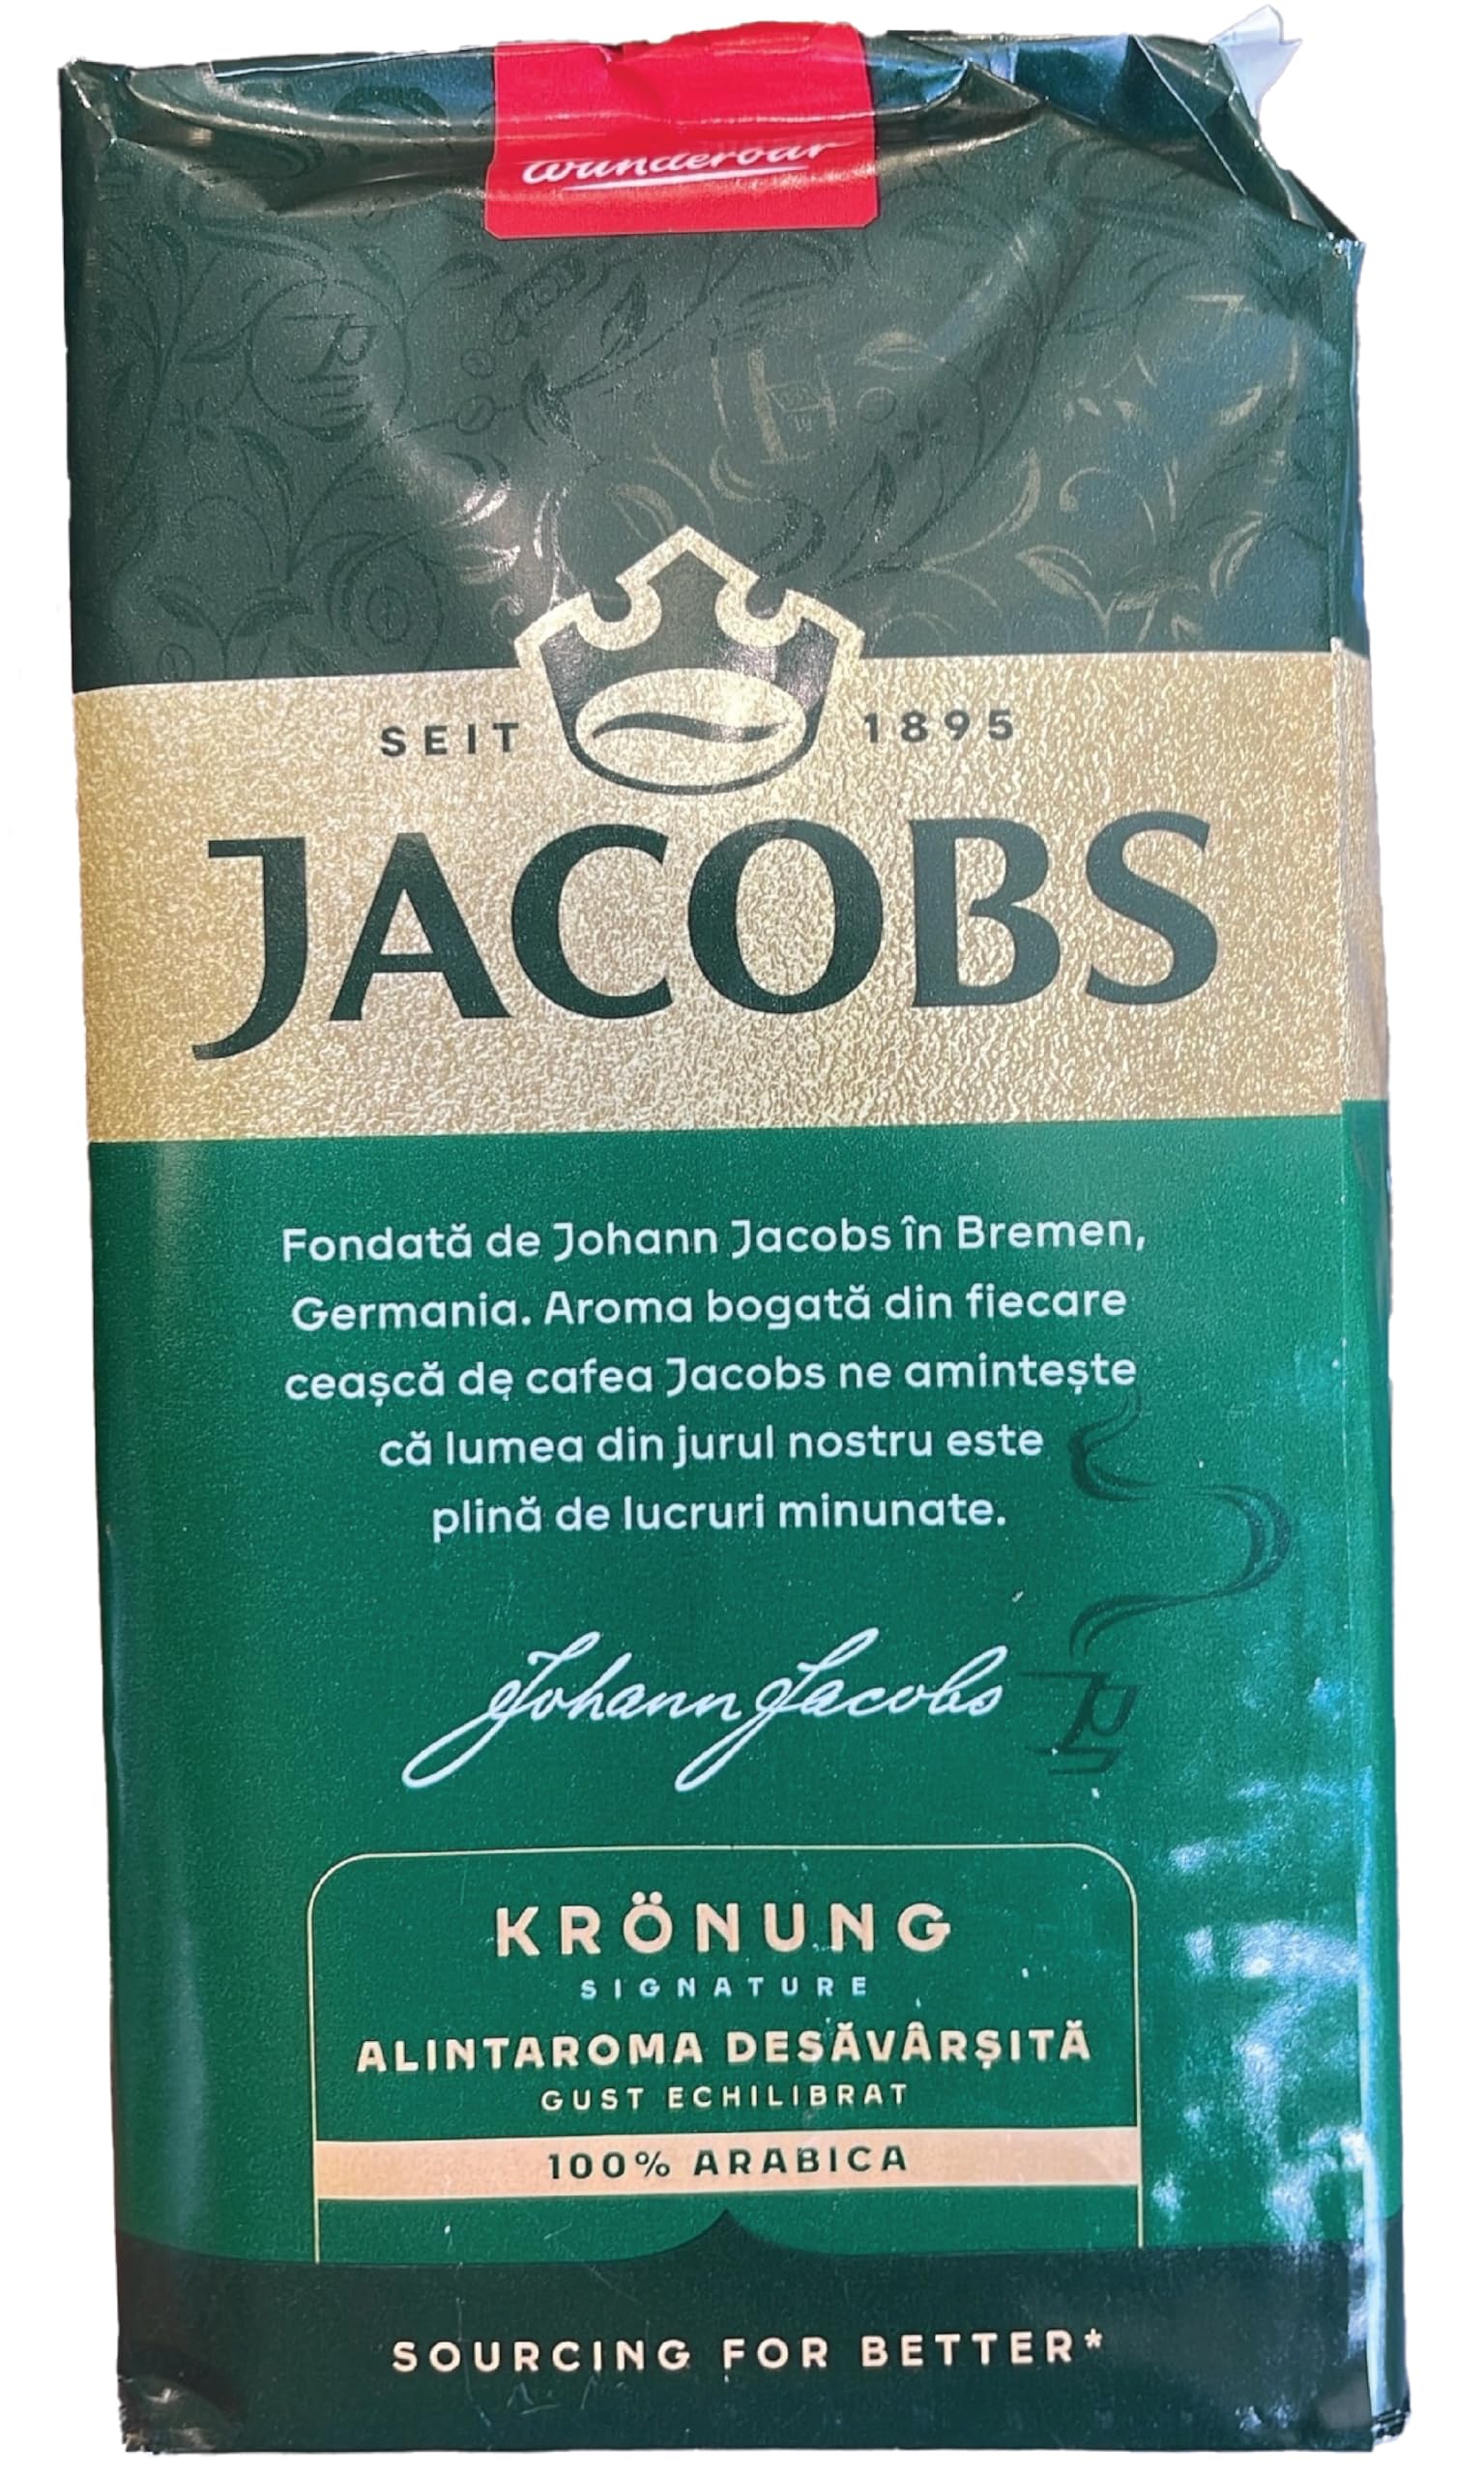 wunderbar
SEIT 1895
JACOBS
Fondată de Johann Jacobs în Bremen,
Germania. Aroma bogată din fiecare
ceașcă de cafea Jacobs ne amintește
că lumea din jurul nostru este
plină de lucruri minunate.
Johann Jacobs
KRÖNUNG
SIGNATURE
ALINTAROMA DESĂVÂRȘITĂ
GUST ECHILIBRAT
100% ARABICA
SOURCING FOR BETTER*